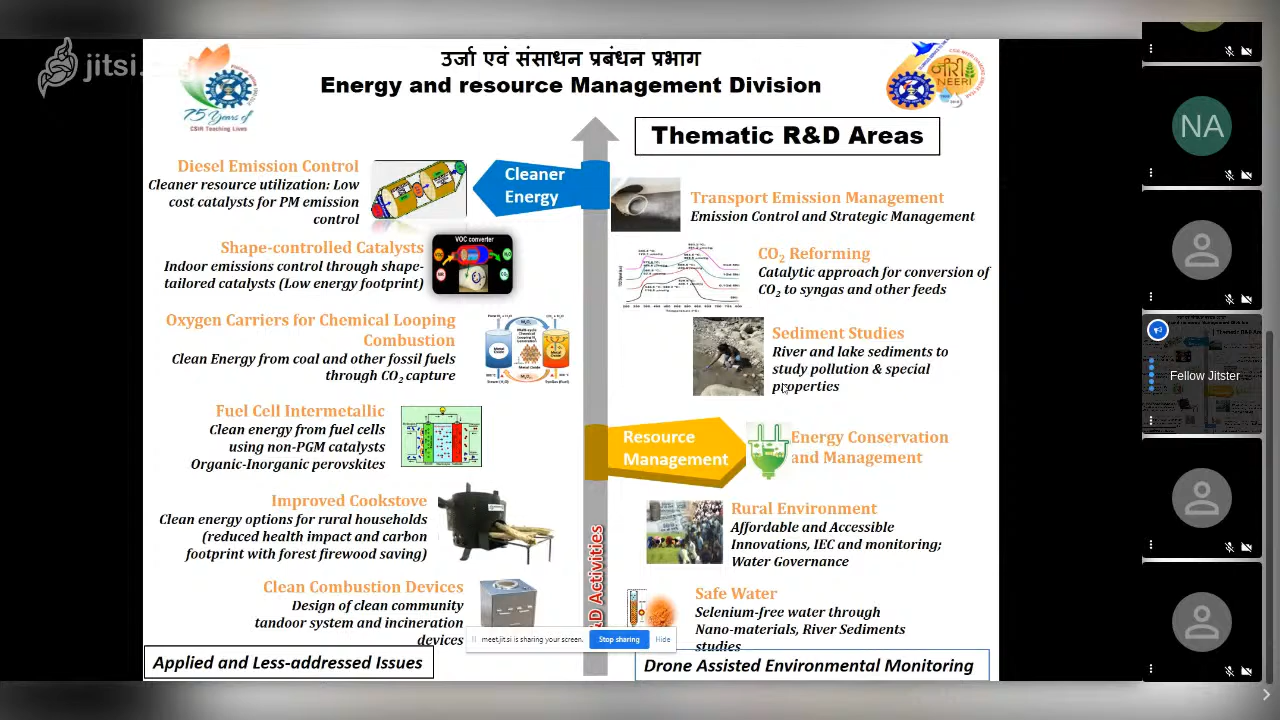 jitsi.
उर्जा एवं संसाधन प्रबंधन प्रभाग
Energy and resource Management Division
75 Years of
CSIR Touching Lives
जीरी
NEERI
Thematic R&D Areas
Diesel Emission Control
Cleaner resource utilization: Low
cost catalysts for PM emission
control
Cleaner
Energy
Shape-controlled Catalysts
Indoor emissions control through shape-
tailored catalysts (Low energy footprint)
VOC converter
Oxygen Carriers for Chemical Looping
Combustion
Clean Energy from coal and other fossil fuels
through CO2 capture
Fuel Cell Intermetallic
Clean energy from fuel cells
using non-PGM catalysts
Organic-Inorganic perovskites
Improved Cookstove
Clean energy options for rural households
(reduced health impact and carbon
footprint with forest firewood saving)
Clean Combustion Devices
Design of clean community
tandoor system and incineration
devices
Applied and Less-addressed Issues
Transport Emission Management
Emission Control and Strategic Management
CO2 Reforming
Catalytic approach for conversion of
CO2 to syngas and other feeds
Sediment Studies
River and lake sediments to
study pollution & special
properties
Resource
Management
Energy Conservation
and Management
Rural Environment
Affordable and Accessible
Innovations, IEC and monitoring;
Water Governance
Safe Water
Selenium-free water through
Nano-materials, River Sediments
studies
Drone Assisted Environmental Monitoring
&D Activities
meet.jit.si is sharing your screen.
Stop sharing
Hide
NA
Fellow Jitster